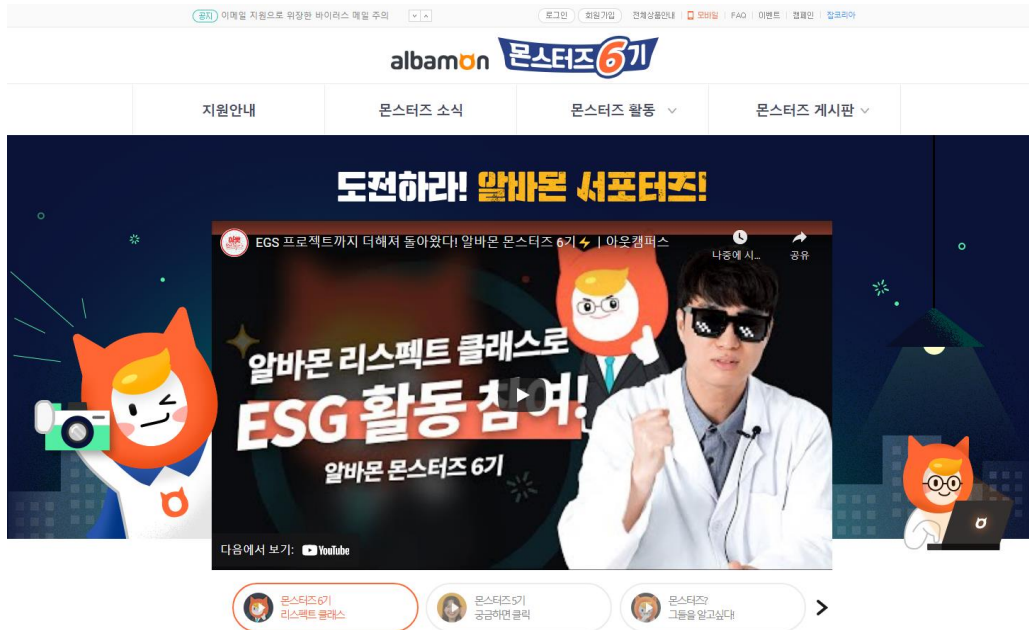 공지 이메일 지원으로 위장한 바이러스 메일 주의
로그인 회원가입 전체상품안내 모바일 FAQ 이벤트 캠페인 잡코리아
albamon 몬스터즈6기
지원안내 몬스터즈 소식 몬스터즈 활동 몬스터즈 게시판
도전하라! 알바몬 서포터즈!
EGS 프로젝트까지 더해져 돌아왔다! 알바몬 몬스터즈 6기⚡ | 아웃캠퍼스
나중에 시... 공유
알바몬 리스펙트 클래스로
ESG 활동 참여!
알바몬 몬스터즈 6기
다음에서 보기: YouTube
몬스터즈 6기
리스펙트 클래스
몬스터즈 5기
궁금하면 클릭
몬스터즈?
그들을 알고싶다!